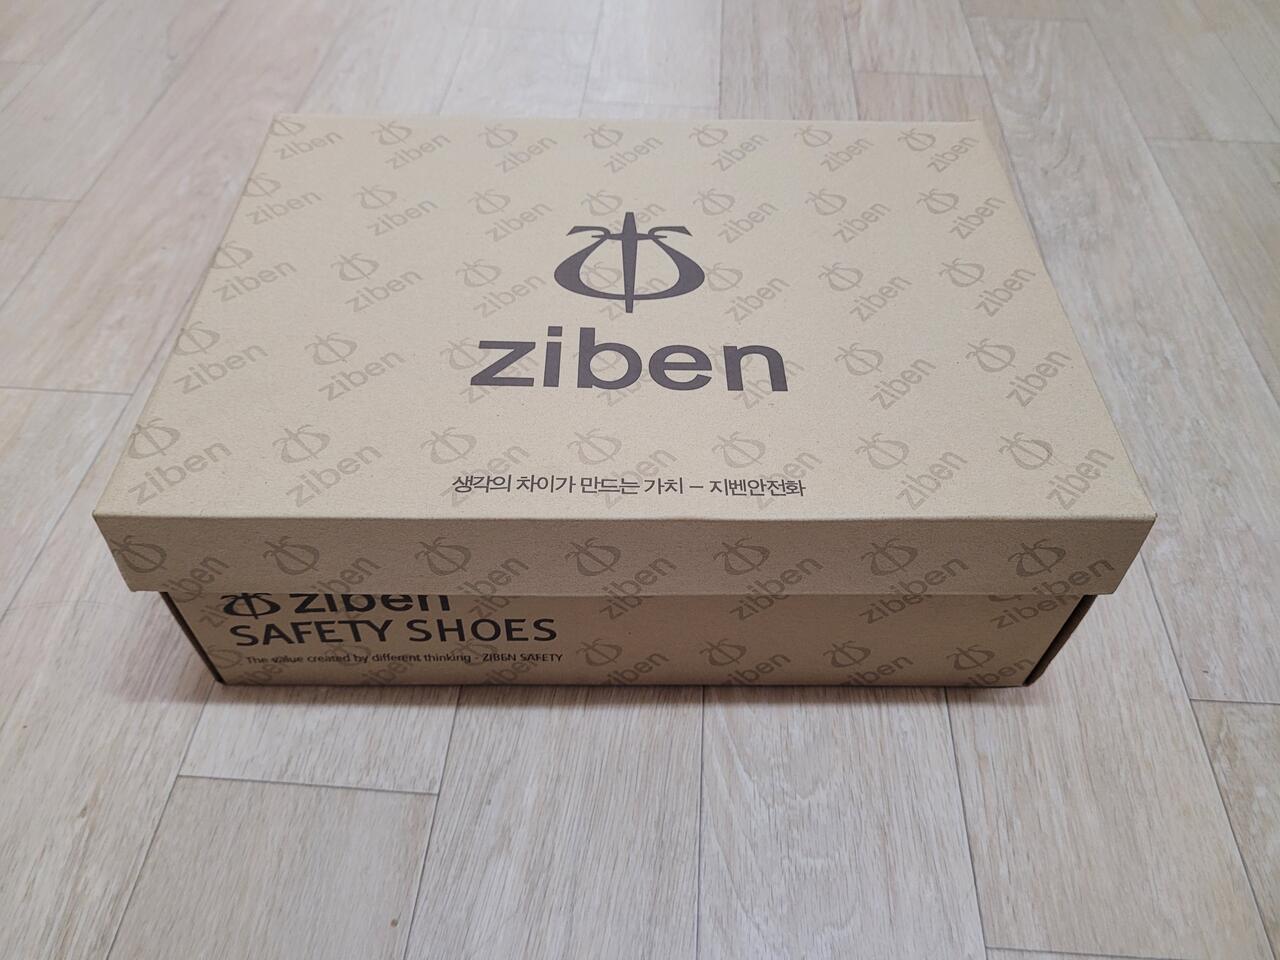 ziben
생각의 차이가 만드는 가치 – 지벤안전화
ziben
SAFETY SHOES
The value created by different thinking - ZIBEN SAFETY